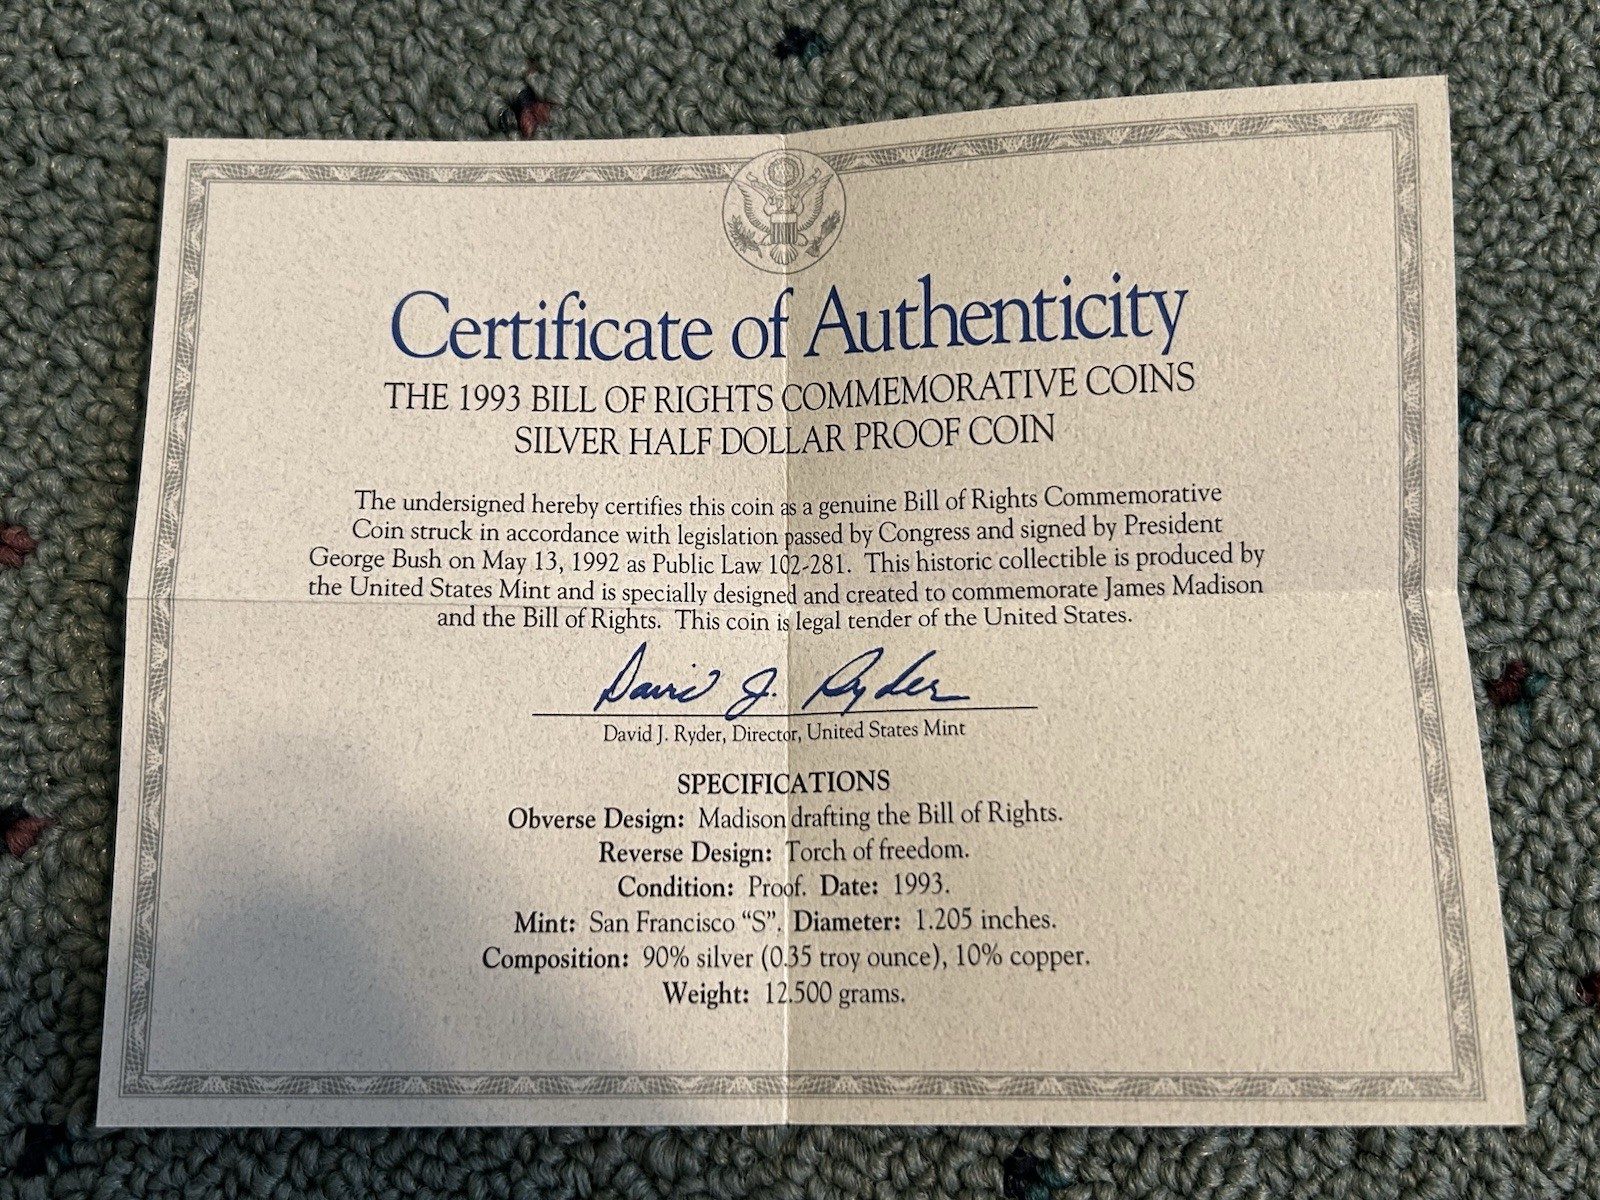 Certificate of Authenticity
THE 1993 BILL OF RIGHTS COMMEMORATIVE COINS
SILVER HALF DOLLAR PROOF COIN
The undersigned hereby certifies this coin as a genuine Bill of Rights Commemorative
Coin struck in accordance with legislation passed by Congress and signed by President
George Bush on May 13, 1992 as Public Law 102-281. This historic collectible is produced by
the United States Mint and is specially designed and created to commemorate James Madison
and the Bill of Rights. This coin is legal tender of the United States.
David J. Ryder
David J. Ryder, Director, United States Mint
SPECIFICATIONS
Obverse Design: Madison drafting the Bill of Rights.
Reverse Design: Torch of freedom.
Condition: Proof. Date: 1993.
Mint: San Francisco “S”. Diameter: 1.205 inches.
Composition: 90% silver (0.35 troy ounce), 10% copper.
Weight: 12.500 grams.